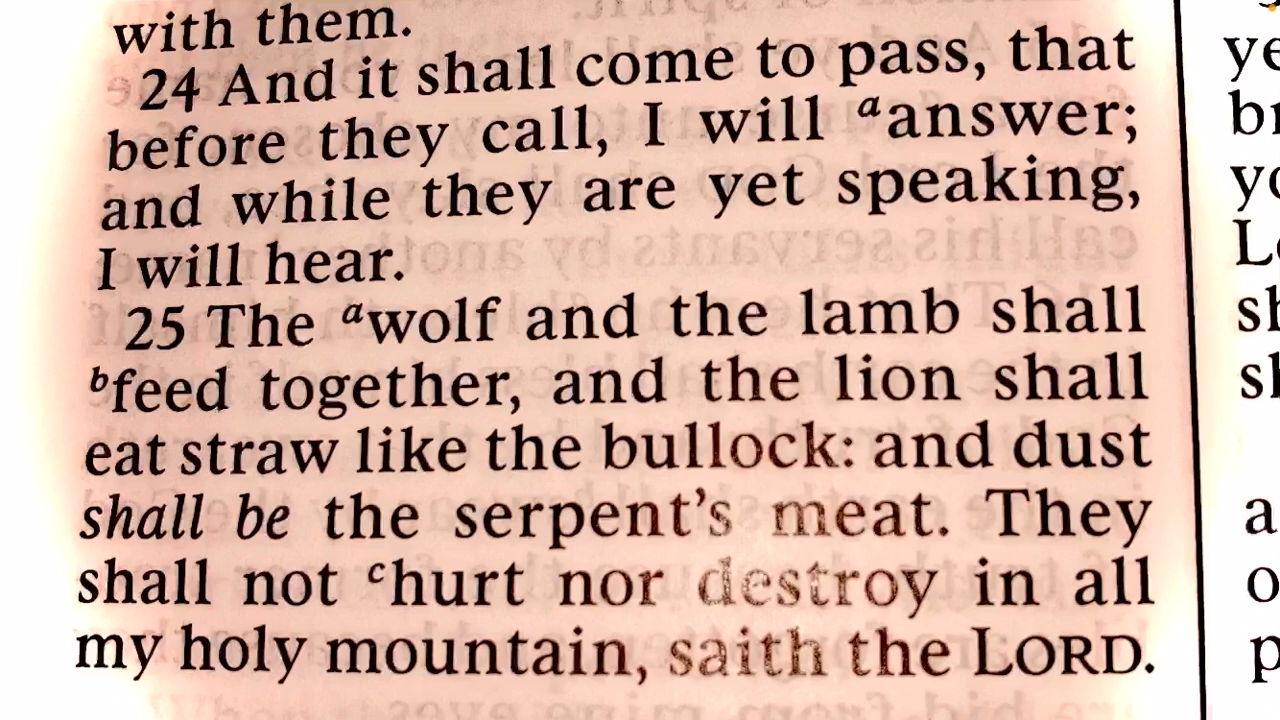 with them.
24 And it shall come to pass, that
before they call, I will ᵃanswer;
and while they are yet speaking,
I will hear.
25 The ᵃwolf and the lamb shall
ᵇfeed together, and the lion shall
eat straw like the bullock: and dust
shall be the serpent’s meat. They
shall not ᶜhurt nor destroy in all
my holy mountain, saith the LORD.